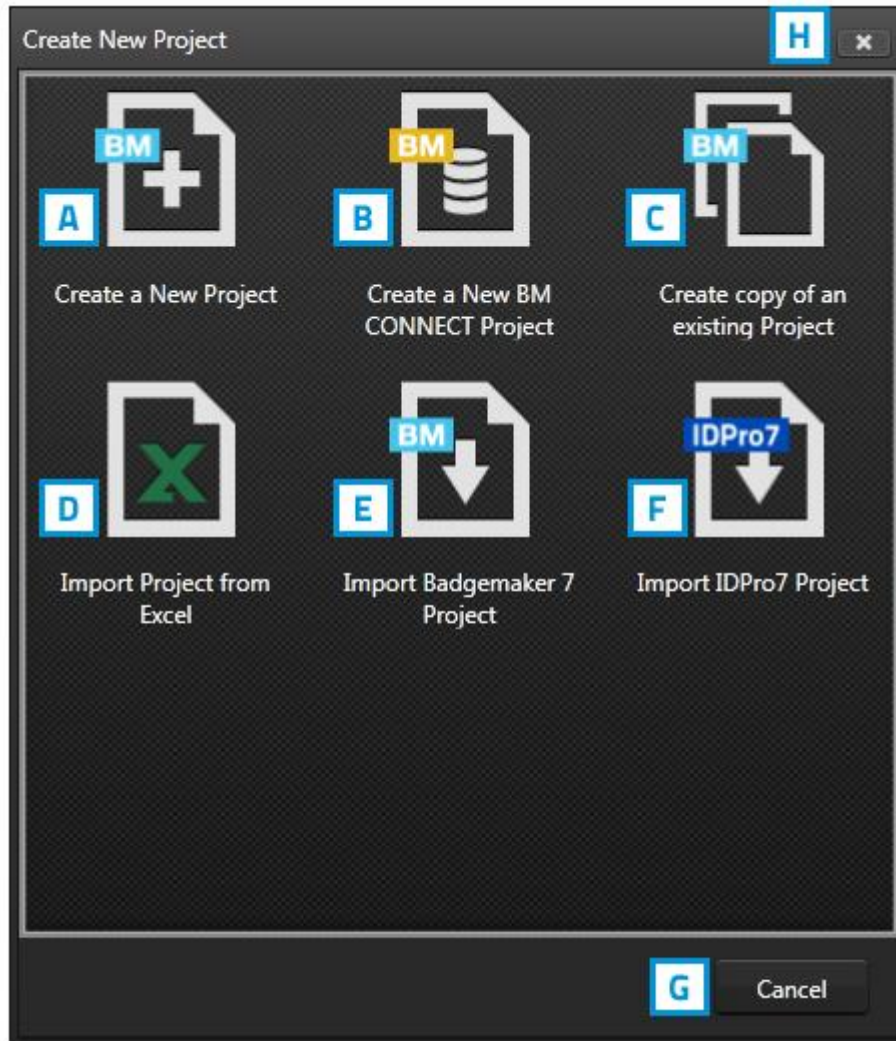 Create New Project
H
x
BM
BM
BM
A
B
C
Create a New Project
Create a New BM
CONNECT Project
Create copy of an
existing Project
BM
IDPro7
X
D
E
F
Import Project from
Excel
Import Badgemaker 7
Project
Import IDPro7 Project
G
Cancel